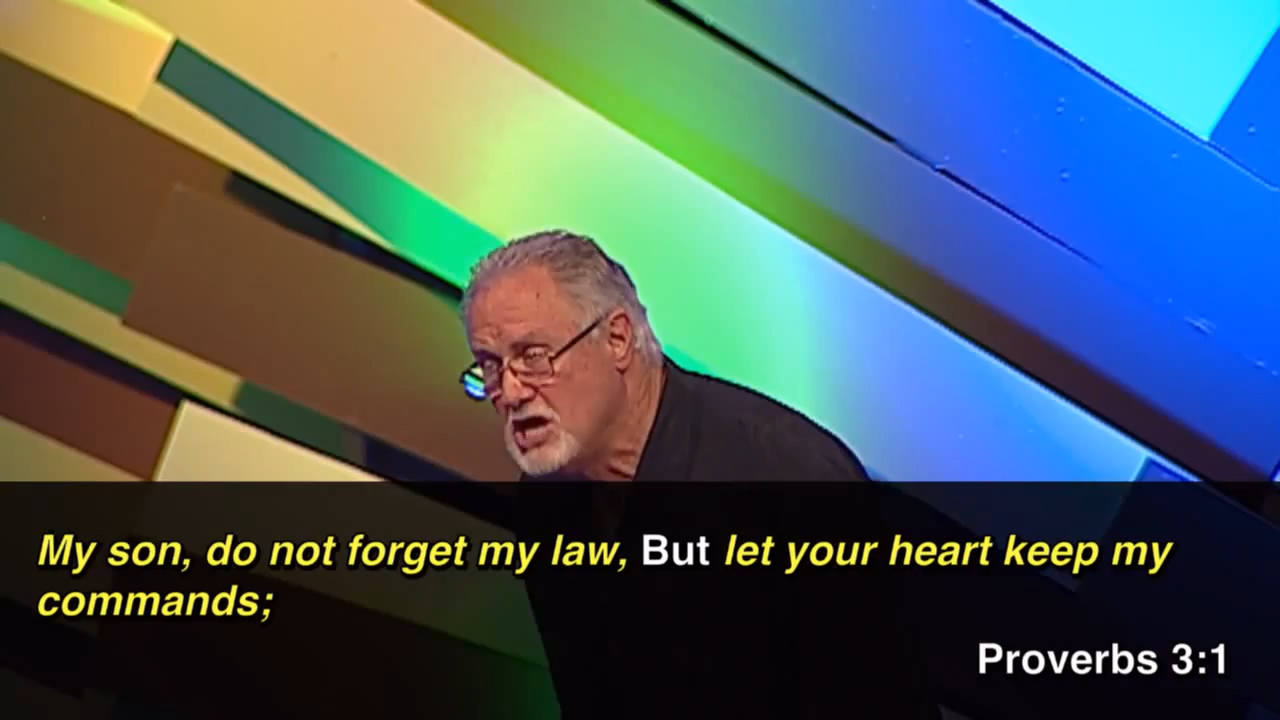 My son, do not forget my law, But let your heart keep my
commands;
Proverbs 3:1